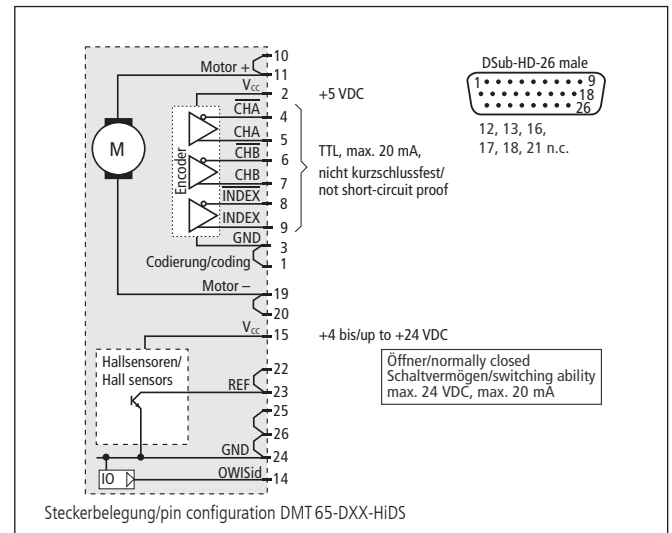 10
Motor +
11
Vcc
2
+5 VDC
CHA
4
CHA
5
CHB
6
CHB
7
INDEX
8
INDEX
9
GND
3
Codierung/coding
1
Motor –
19
20
Vcc
15
+4 bis/up to +24 VDC
M
Encoder
TTL, max. 20 mA,
nicht kurzschlussfest/
not short-circuit proof
DSub-HD-26 male
1
9
18
26
12, 13, 16,
17, 18, 21 n.c.
Hallsensoren/
Hall sensors
22
REF
23
25
26
GND
24
IO
OWISid
14
Öffner/normally closed
Schaltvermögen/switching ability
max. 24 VDC, max. 20 mA
Steckerbelegung/pin configuration DMT 65-DXX-HiDS